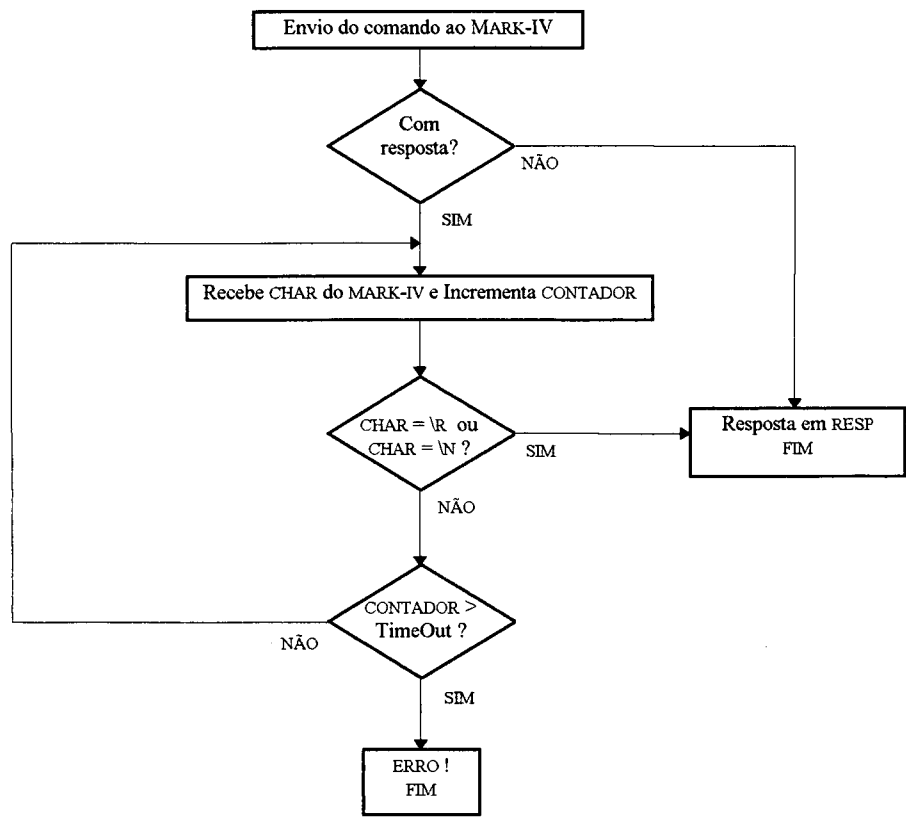 Envio do comando ao MARK-IV
Com
resposta?
NÃO
SIM
Recebe CHAR do MARK-IV e Incrementa CONTADOR
CHAR = \R ou
CHAR = \N ?
SIM
Resposta em RESP
FIM
NÃO
CONTADOR >
TimeOut ?
NÃO
SIM
ERRO !
FIM